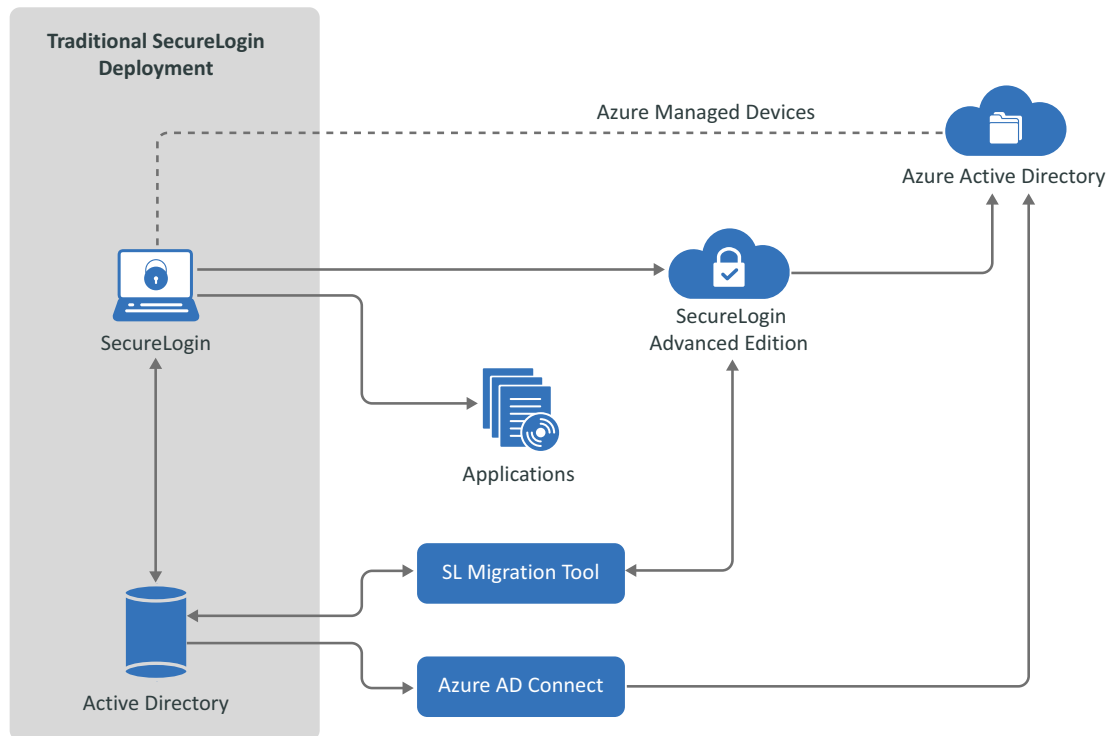 Traditional SecureLogin
Deployment
Azure Managed Devices
Azure Active Directory
SecureLogin
SecureLogin
Advanced Edition
Applications
SL Migration Tool
Azure AD Connect
Active Directory